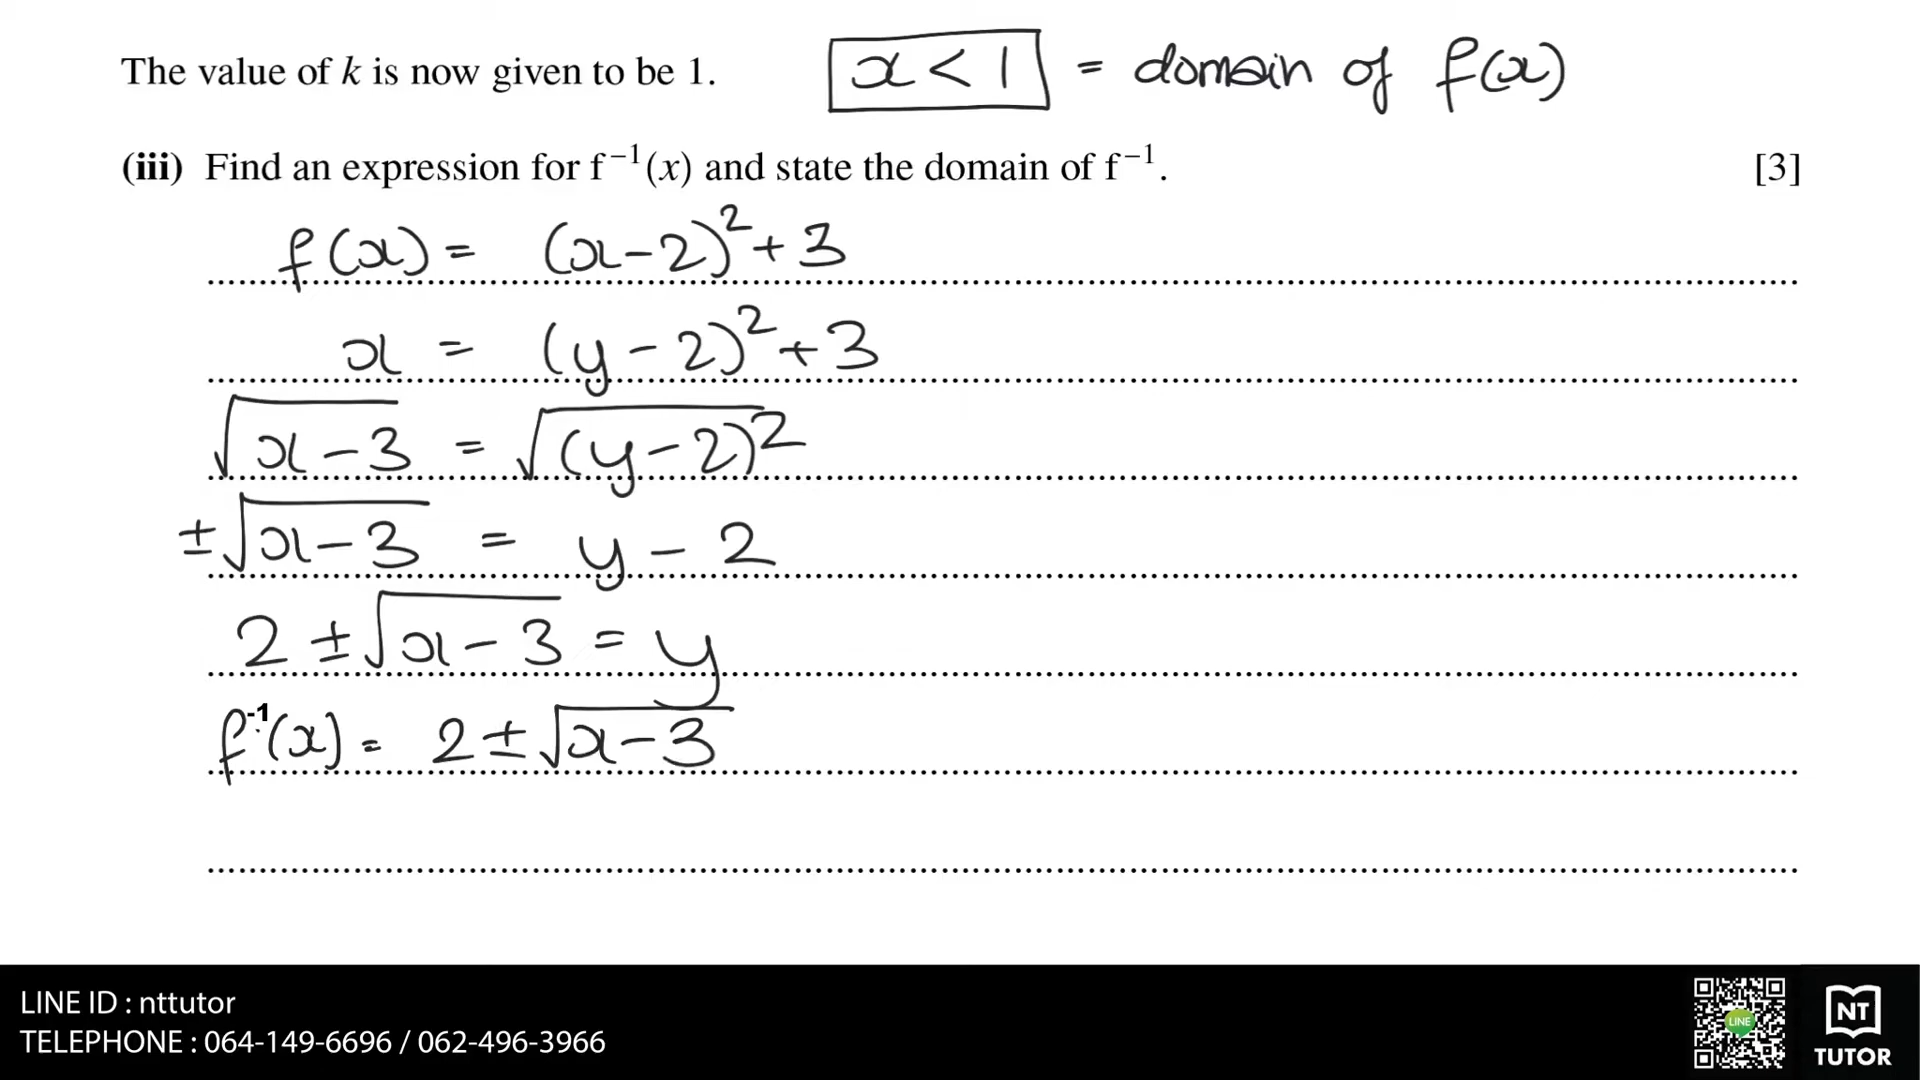 The value of k is now given to be 1. x < 1 = domain of f(x)
(iii) Find an expression for f⁻¹(x) and state the domain of f⁻¹. [3]
f(x) = (x-2)²+3
x = (y-2)²+3
√(x-3) = √((y-2)²)
±√(x-3) = y-2
2 ± √(x-3) = y
f⁻¹(x) = 2 ± √(x-3)
LINE ID : nttutor
TELEPHONE : 064-149-6696 / 062-496-3966
LINE
NT
TUTOR